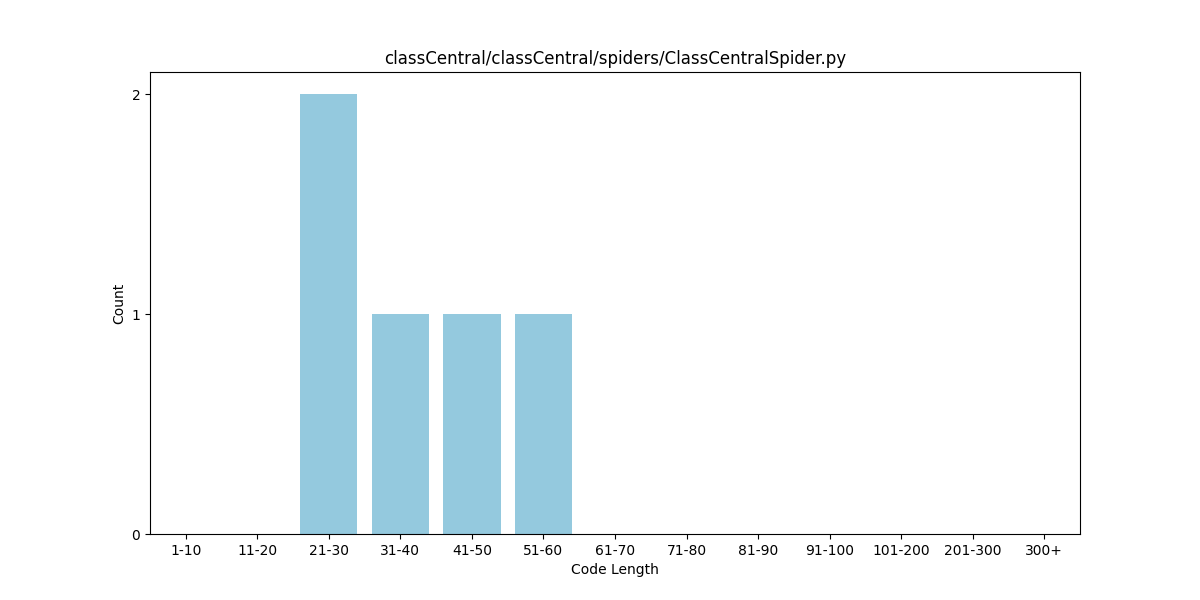 classCentral/classCentral/spiders/ClassCentralSpider.py
2
1
0
Count
1-10 11-20 21-30 31-40 41-50 51-60 61-70 71-80 81-90 91-100 101-200 201-300 300+
Code Length